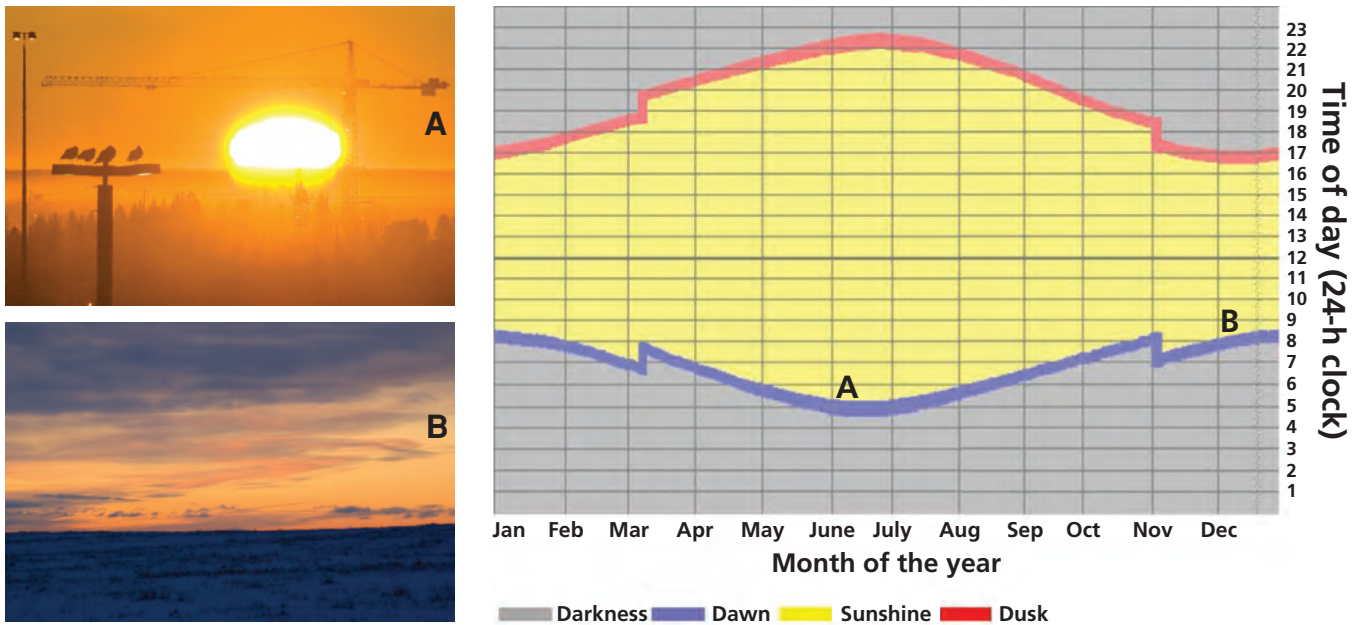 A
B
23
22
21
20
19
18
17
16
15
14
13
12
11
10
9
8
7
6
5
4
3
2
1
Time of day (24-h clock)
A
B
Jan Feb Mar Apr May June July Aug Sep Oct Nov Dec
Month of the year
Darkness Dawn Sunshine Dusk